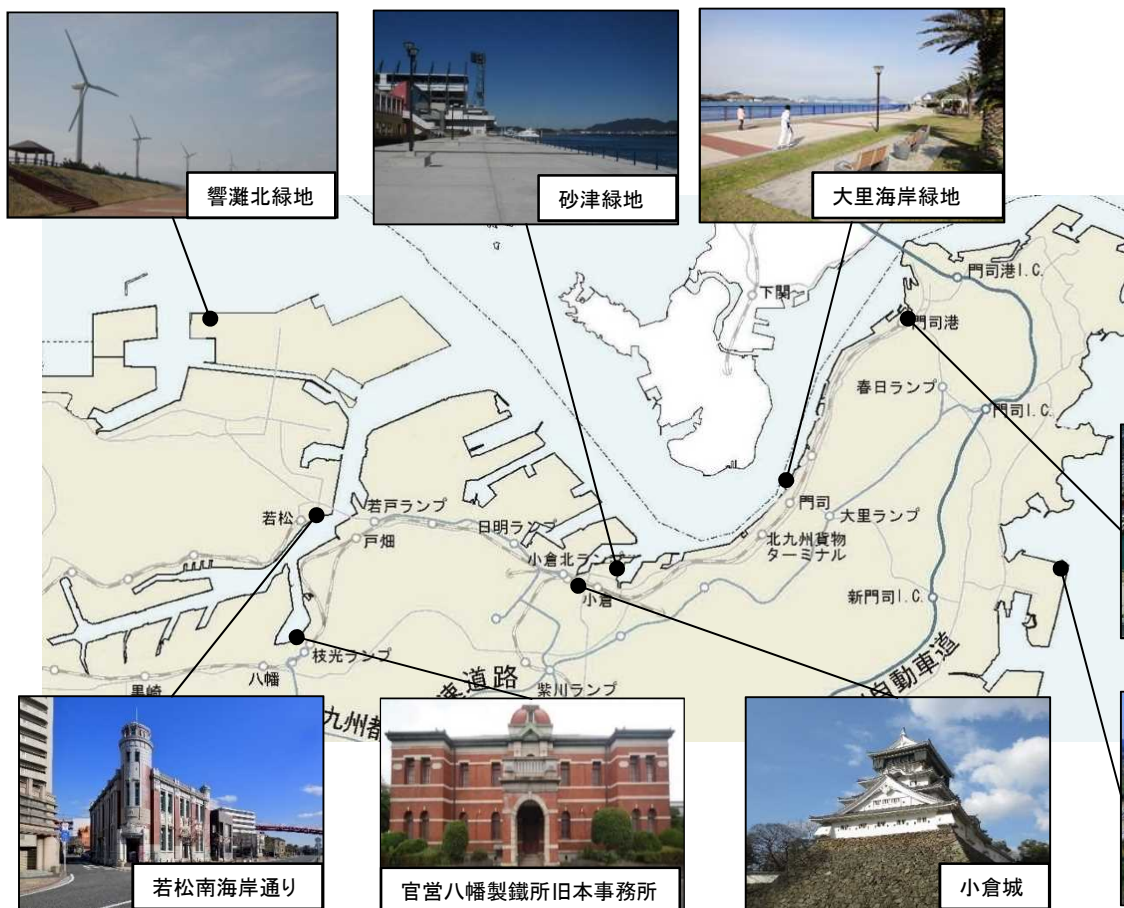 響灘北緑地
砂津緑地
大里海岸緑地
下関
門司港I.C.
門司港
春日ランプ
門司I.C.
若松
若戸ランプ
戸畑
日明ランプ
門司
大里ランプ
北九州貨物
ターミナル
小倉北ランプ
小倉
新門司I.C.
枝光ランプ
八幡
黒崎
紫川ランプ
車道路
九州都
自動車道
若松南海岸通り
官営八幡製鐵所旧本事務所
小倉城